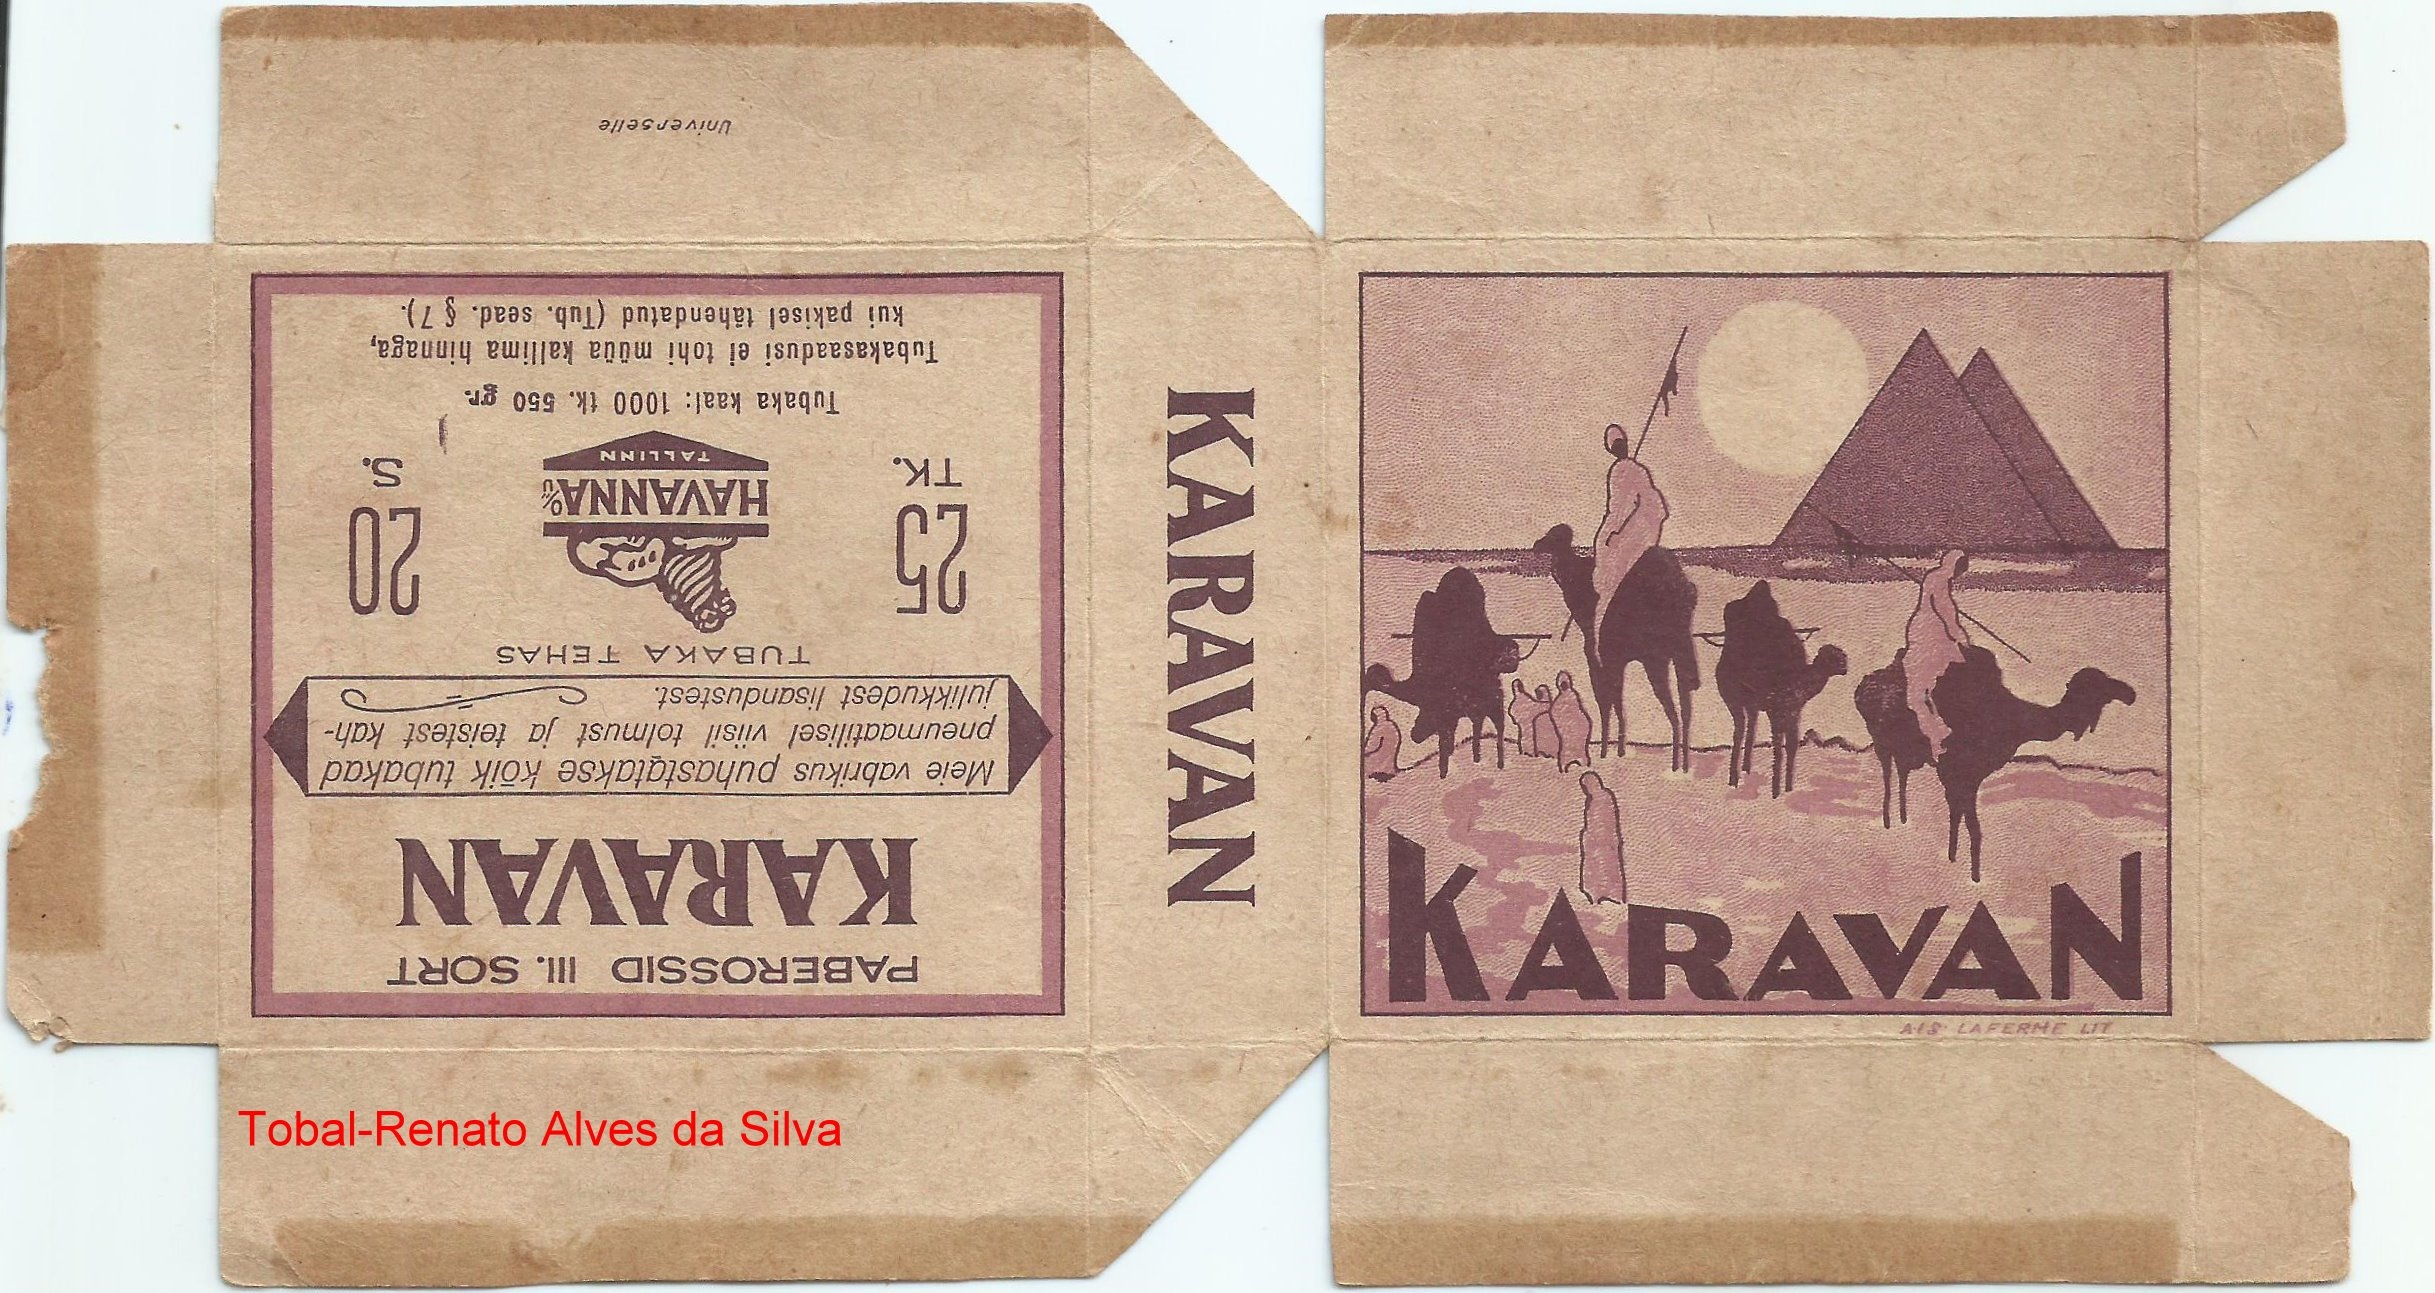 Universelle
PABEROSSID III. SORT
KARAVAN
Meie vabrikus puhastatakse kõik tubakad
pneumaatilisel viisil tolmust ja teistest kah-
julikkudest lisandustest.
TUBAKA TEHAS
25
TK.
HAVANNA O/Ü
TALLINN
20
S.
Tubaka kaal: 1000 tk. 550 gr.
Tubakasaadusi ei tohi müüa kallima hinnaga,
kui pakisel tähendatud (Tub. sead. § 7).
KARAVAN
KARAVAN
A/S LAFERME LIT
Tobal-Renato Alves da Silva